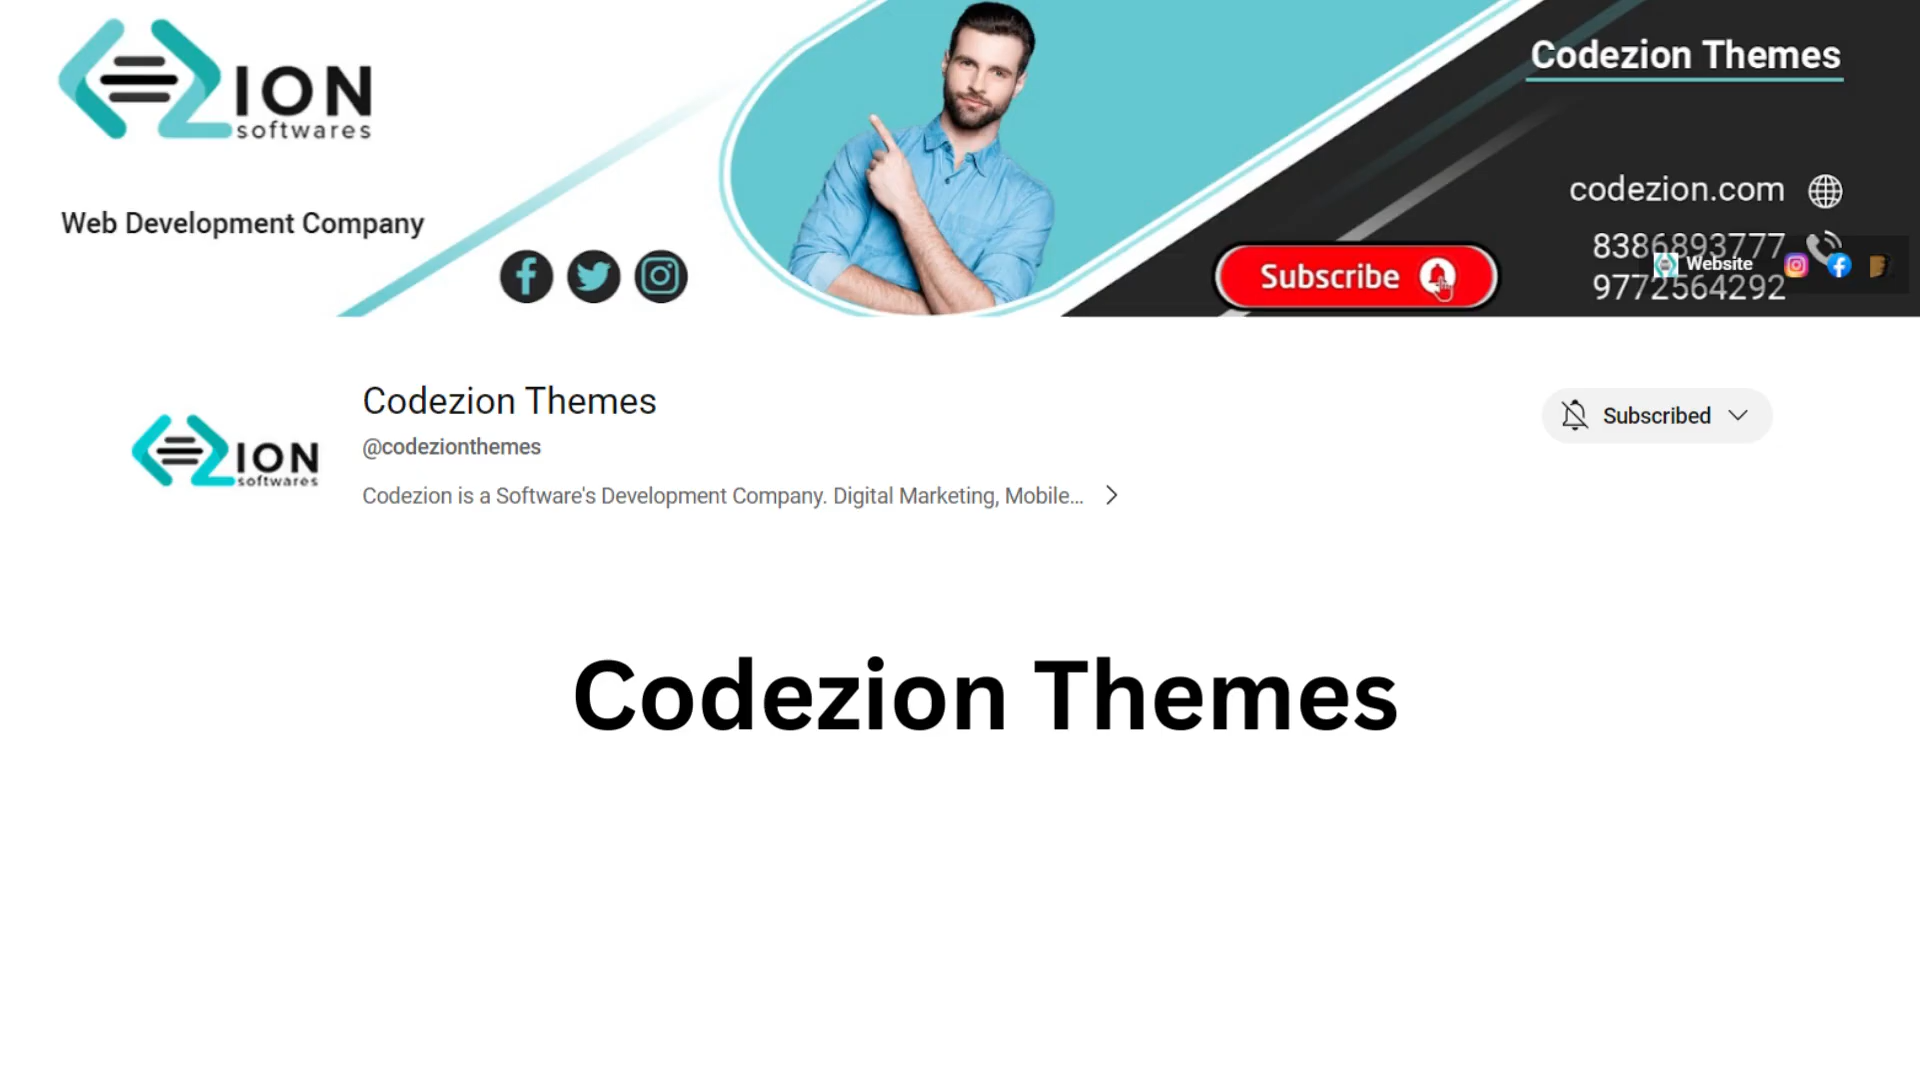 ION
softwares
Web Development Company
Codezion Themes
codezion.com
8386893777
Website
9772564292
Subscribe
Codezion Themes
@codezionthemes
Codezion is a Software's Development Company. Digital Marketing, Mobile...
Subscribed
ION
softwares
Codezion Themes